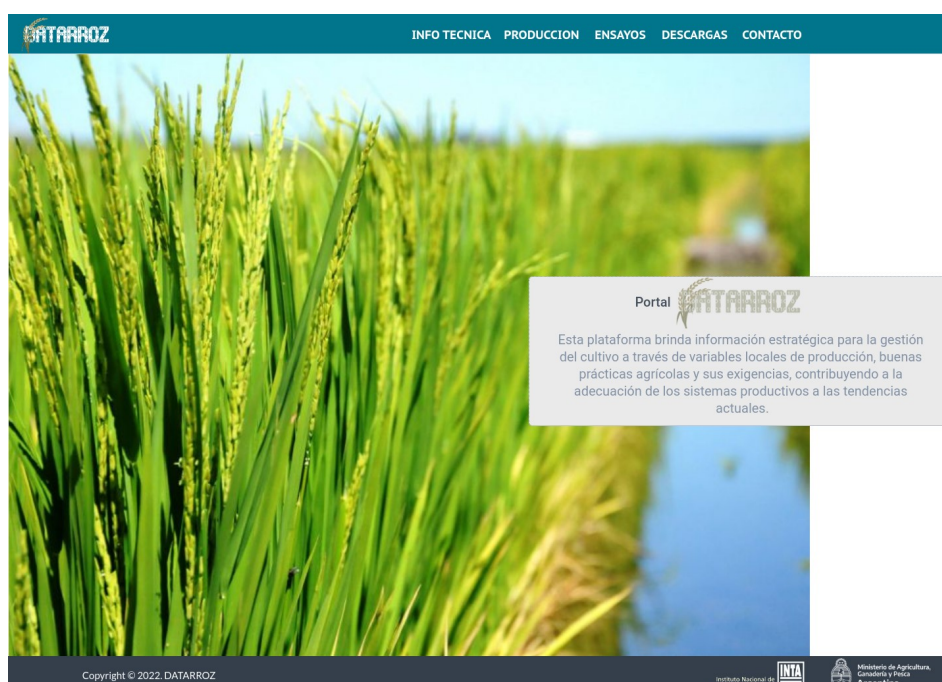 DATARROZ
INFO TECNICA PRODUCCION ENSAYOS DESCARGAS CONTACTO
Portal DATARROZ
Esta plataforma brinda información estratégica para la gestión
del cultivo a través de variables locales de producción, buenas
prácticas agrícolas y sus exigencias, contribuyendo a la
adecuación de los sistemas productivos a las tendencias
actuales.
Copyright © 2022. DATARROZ
Instituto Nacional de
INTA
Ministerio de Agricultura,
Ganadería y Pesca
Argentina